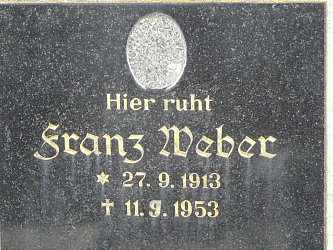 Hier ruht
Franz Weber
* 27. 9. 1913
† 11. 9. 1953